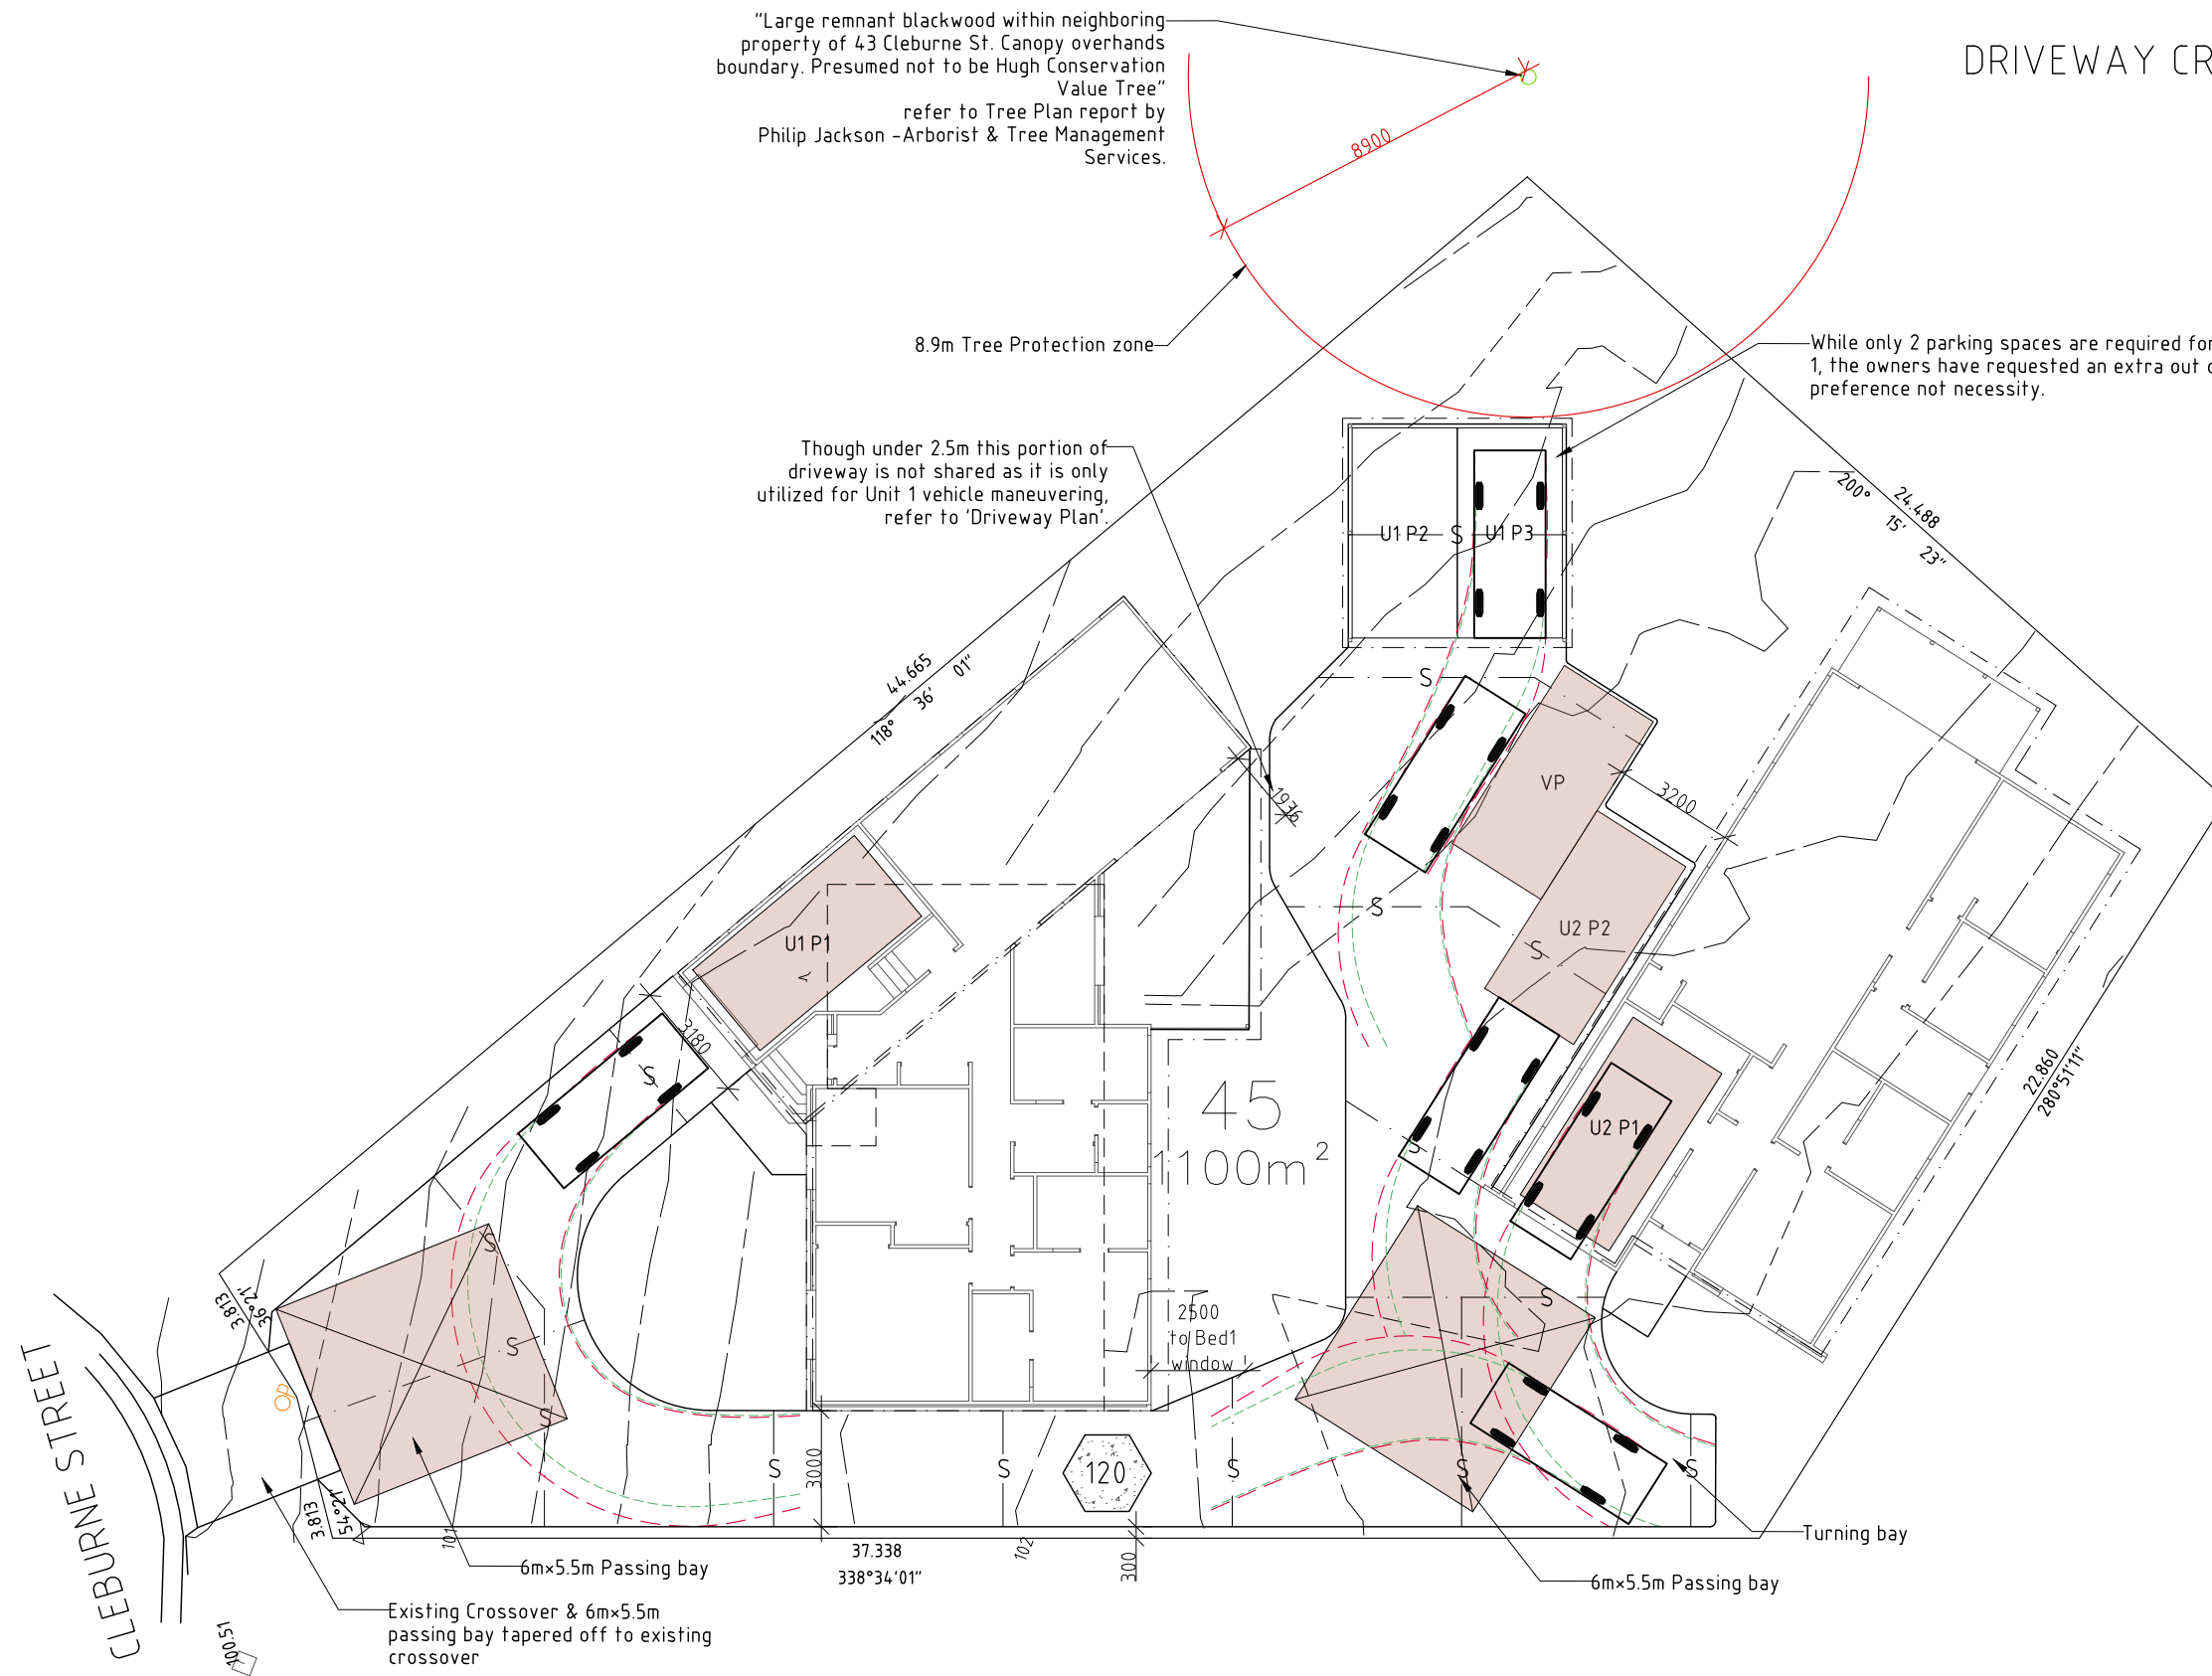 "Large remnant blackwood within neighboring
property of 43 Cleburne St. Canopy overhands
boundary. Presumed not to be Hugh Conservation
Value Tree"
refer to Tree Plan report by
Philip Jackson -Arborist & Tree Management
Services.
DRIVEWAY CR
8900
8.9m Tree Protection zone
While only 2 parking spaces are required for
1, the owners have requested an extra out o
preference not necessity.
Though under 2.5m this portion of
driveway is not shared as it is only
utilized for Unit 1 vehicle maneuvering,
refer to 'Driveway Plan'.
200° 15' 23"
24.488
U1 P2
S
U1 P3
44.665
118° 36' 01"
S
VP
1936
3200
S
U2 P2
S
U1 P1
3180
S
45
1100m²
U2 P1
S
22.860
280°51'11"
3.813
36°21'
S
S
S
S
2500
to Bed1
window
OP
CLEBURNE STREET
3000
S
S
120
S
S
S
3.813
54°21'
101
102
300
37.338
338°34'01"
Turning bay
6m×5.5m Passing bay
6m×5.5m Passing bay
Existing Crossover & 6m×5.5m
passing bay tapered off to existing
crossover
100.51